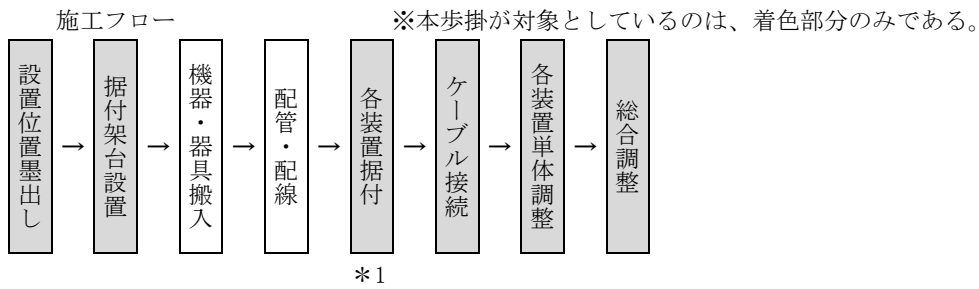 施工フロー
※本歩掛が対象としているのは、着色部分のみである。
設置位置墨出し
→
据付架台設置
→
機器・器具搬入
→
配管・配線
→
各装置据付
→
ケーブル接続
→
各装置単体調整
→
総合調整
＊1